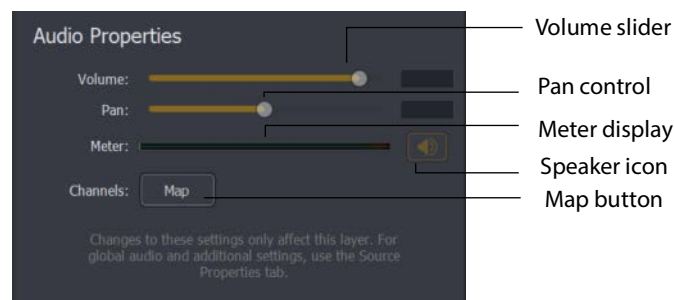 Audio Properties
Volume:
Pan:
Meter:
Channels: Map
Changes to these settings only affect this layer. For
global audio and additional settings, use the Source
Properties tab.
Volume slider
Pan control
Meter display
Speaker icon
Map button